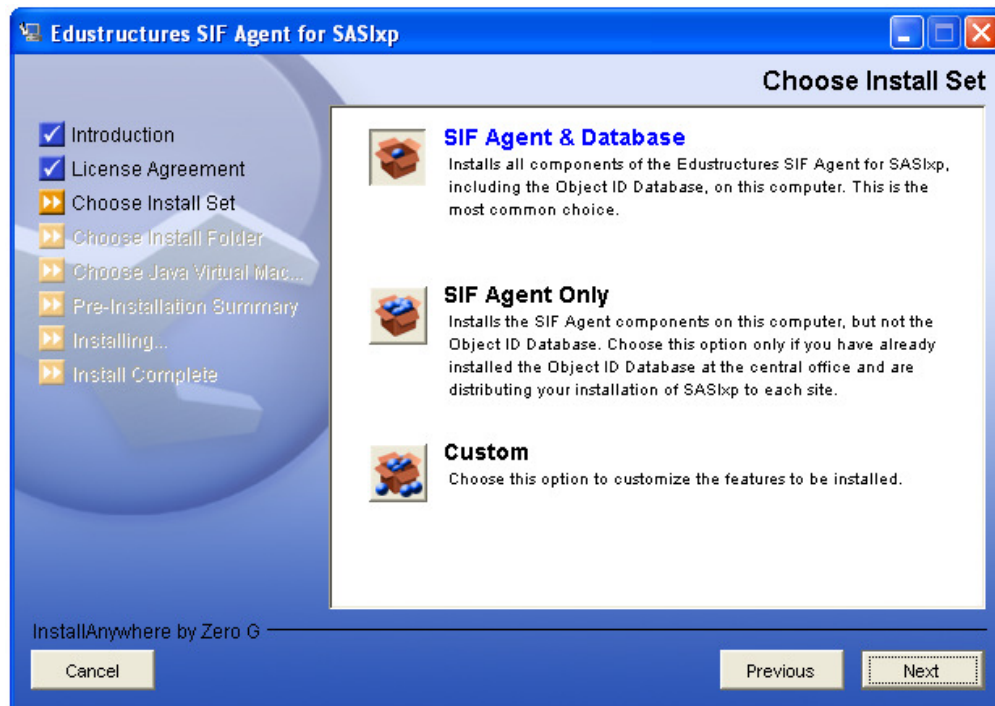 Edustructures SIF Agent for SASIxp
Choose Install Set
Introduction
License Agreement
Choose Install Set
Choose Install Folder
Choose Java Virtual Mac...
Pre-Installation Summary
Installing...
Install Complete
SIF Agent & Database
Installs all components of the Edustructures SIF Agent for SASIxp,
including the Object ID Database, on this computer. This is the
most common choice.
SIF Agent Only
Installs the SIF Agent components on this computer, but not the
Object ID Database. Choose this option only if you have already
installed the Object ID Database at the central office and are
distributing your installation of SASIxp to each site.
Custom
Choose this option to customize the features to be installed.
InstallAnywhere by Zero G
Cancel
Previous
Next